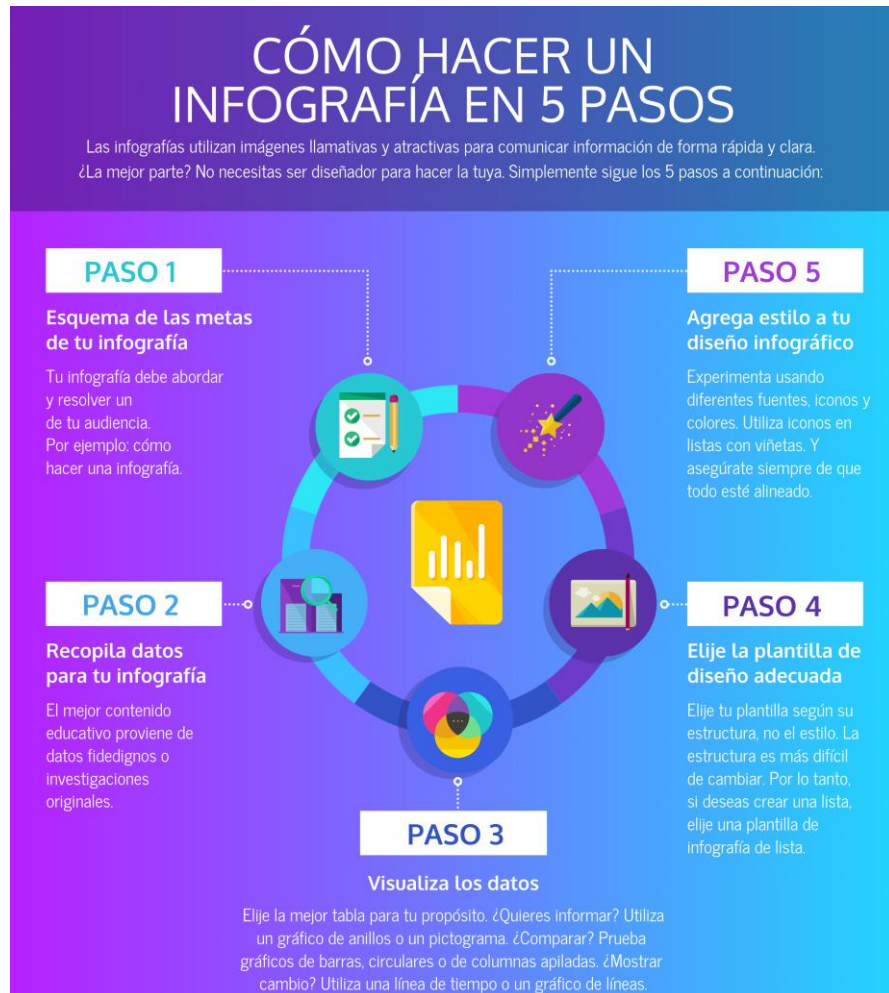 CÓMO HACER UN
INFOGRAFÍA EN 5 PASOS
Las infografías utilizan imágenes llamativas y atractivas para comunicar información de forma rápida y clara.
¿La mejor parte? No necesitas ser diseñador para hacer la tuya. Simplemente sigue los 5 pasos a continuación:
PASO 1
Esquema de las metas
de tu infografía
Tu infografía debe abordar
y resolver un
de tu audiencia.
Por ejemplo: cómo
hacer una infografía.
PASO 2
Recopila datos
para tu infografía
El mejor contenido
educativo proviene de
datos fidedignos o
investigaciones
originales.
PASO 3
Visualiza los datos
Elije la mejor tabla para tu propósito. ¿Quieres informar? Utiliza
un gráfico de anillos o un pictograma. ¿Comparar? Prueba
gráficos de barras, circulares o de columnas apiladas. ¿Mostrar
cambio? Utiliza una línea de tiempo o un gráfico de líneas.
PASO 4
Elije la plantilla de
diseño adecuada
Elije tu plantilla según su
estructura, no el estilo. La
estructura es más difícil
de cambiar. Por lo tanto,
si deseas crear una lista,
elije una plantilla de
infografía de lista.
PASO 5
Agrega estilo a tu
diseño infográfico
Experimenta usando
diferentes fuentes, iconos y
colores. Utiliza iconos en
listas con viñetas. Y
asegúrate siempre de que
todo esté alineado.